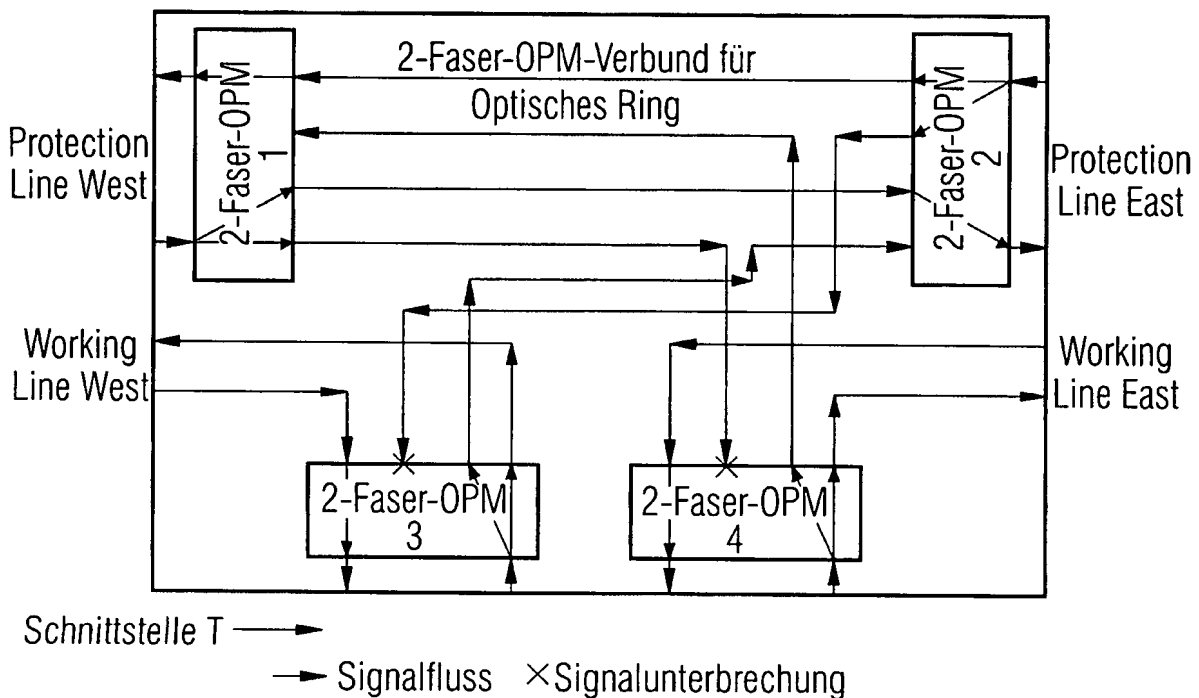 2-Faser-OPM-Verbund für
Optisches Ring
2-Faser-OPM
1
2-Faser-OPM
2
Protection
Line West
Protection
Line East
Working
Line West
Working
Line East
2-Faser-OPM
3
2-Faser-OPM
4
Schnittstelle T
Signalfluss
Signalunterbrechung